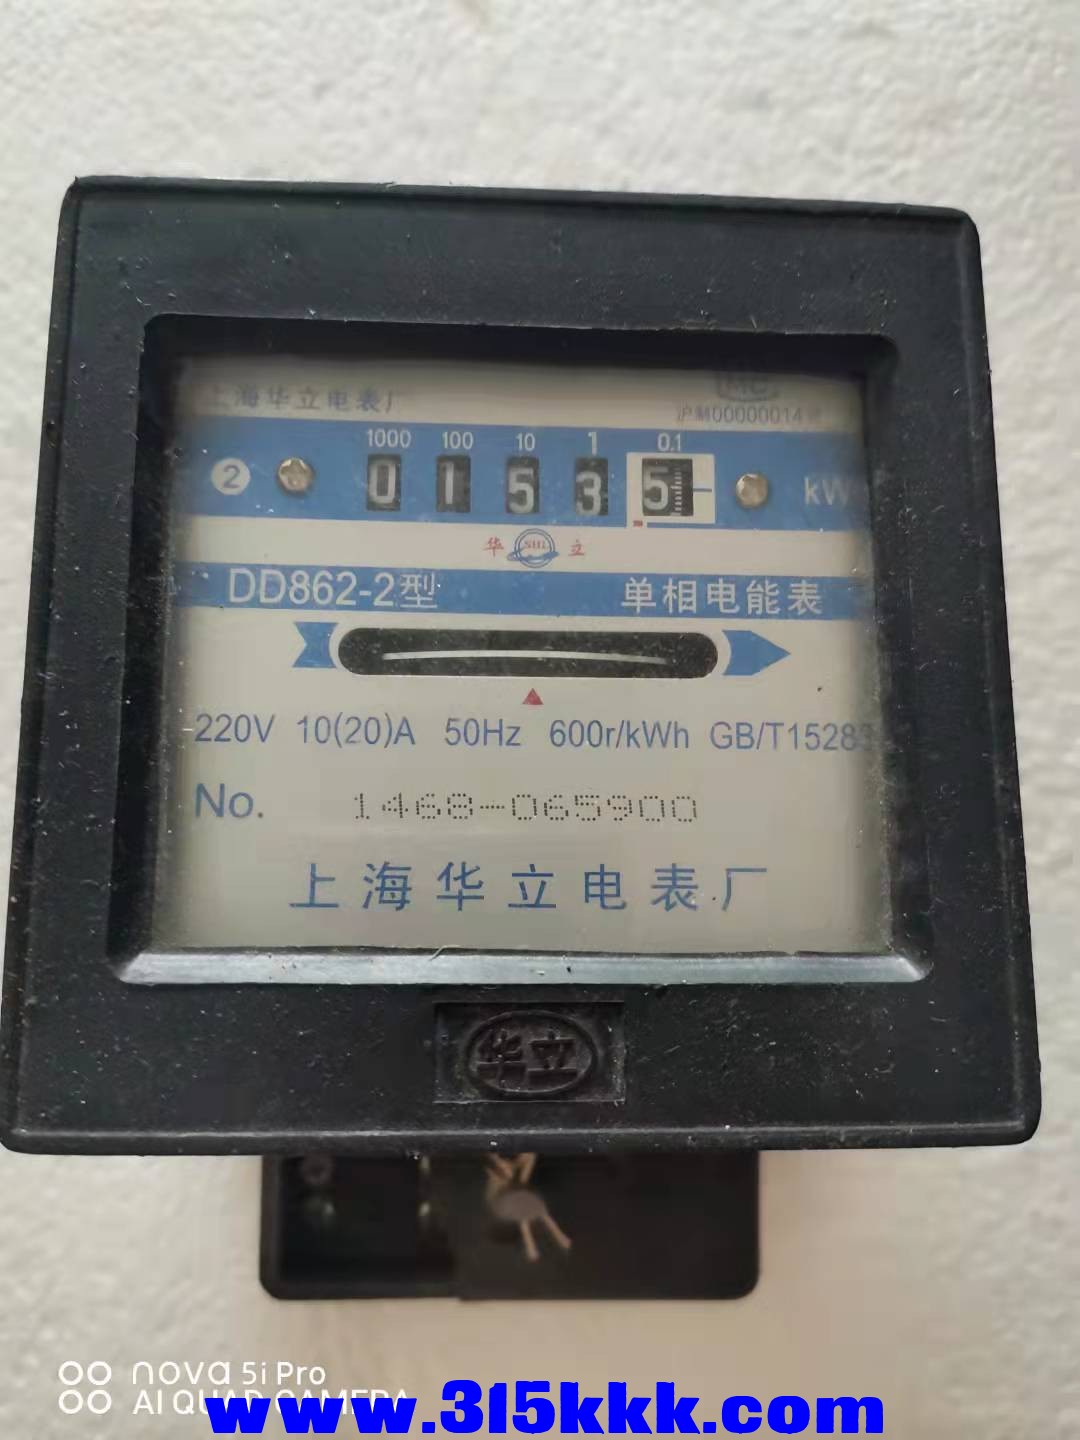 上海华立电表厂
MC
沪制00000014号
1000 100 10 1 0.1
2 0 1 5 3 5 kW
华 SHL 立
DD862-2型 单相电能表
220V 10(20)A 50Hz 600r/kWh GB/T15283
No. 1468-065900
上海华立电表厂
华立
nova 5i Pro
AI QUAD CAMERA
www.315kkk.com